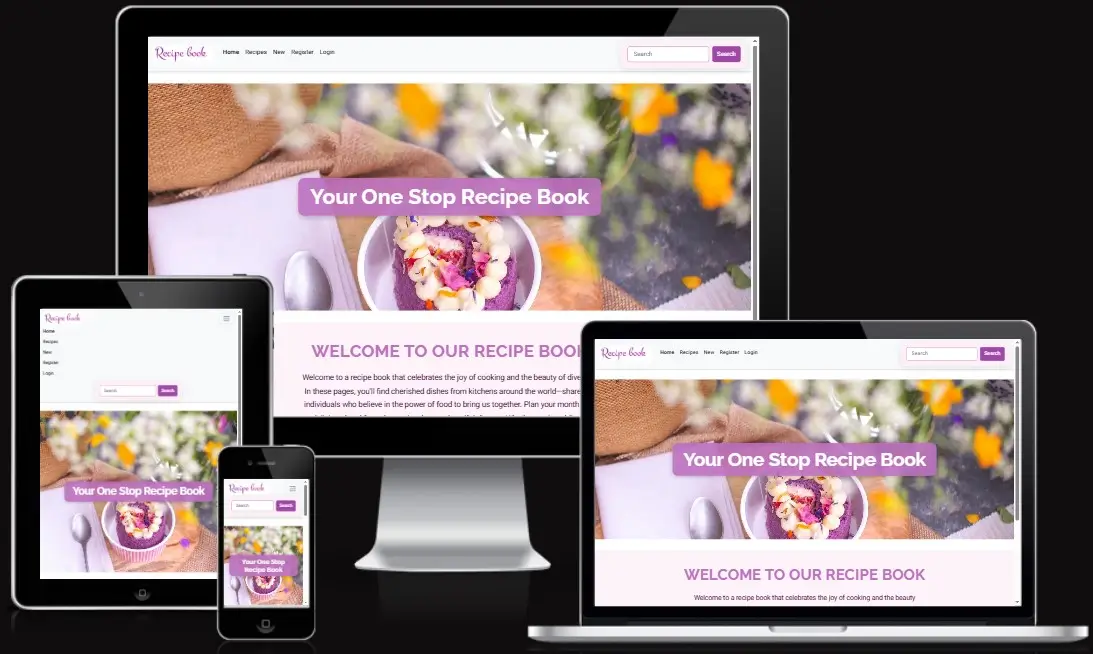 Recipe book
Home Recipes New Register Login
Search
Search
Your One Stop Recipe Book
WELCOME TO OUR RECIPE
Welcome to a recipe book that celebrates the joy of cooking and the beauty of
In these pages, you'll find cherished dishes from kitchens around the world—
individuals who believe in the power of food to bring us together. Plan your month
Recipe book
Home
Recipes
New
Register
Login
Search
Search
Your One Stop Recipe Book
Recipe book
Search
Search
Your One Stop
Recipe Book
Recipe book
Home Recipes New Register Login
Search
Search
Your One Stop Recipe Book
WELCOME TO OUR RECIPE BOOK
Welcome to a recipe book that celebrates the joy of cooking and the beauty